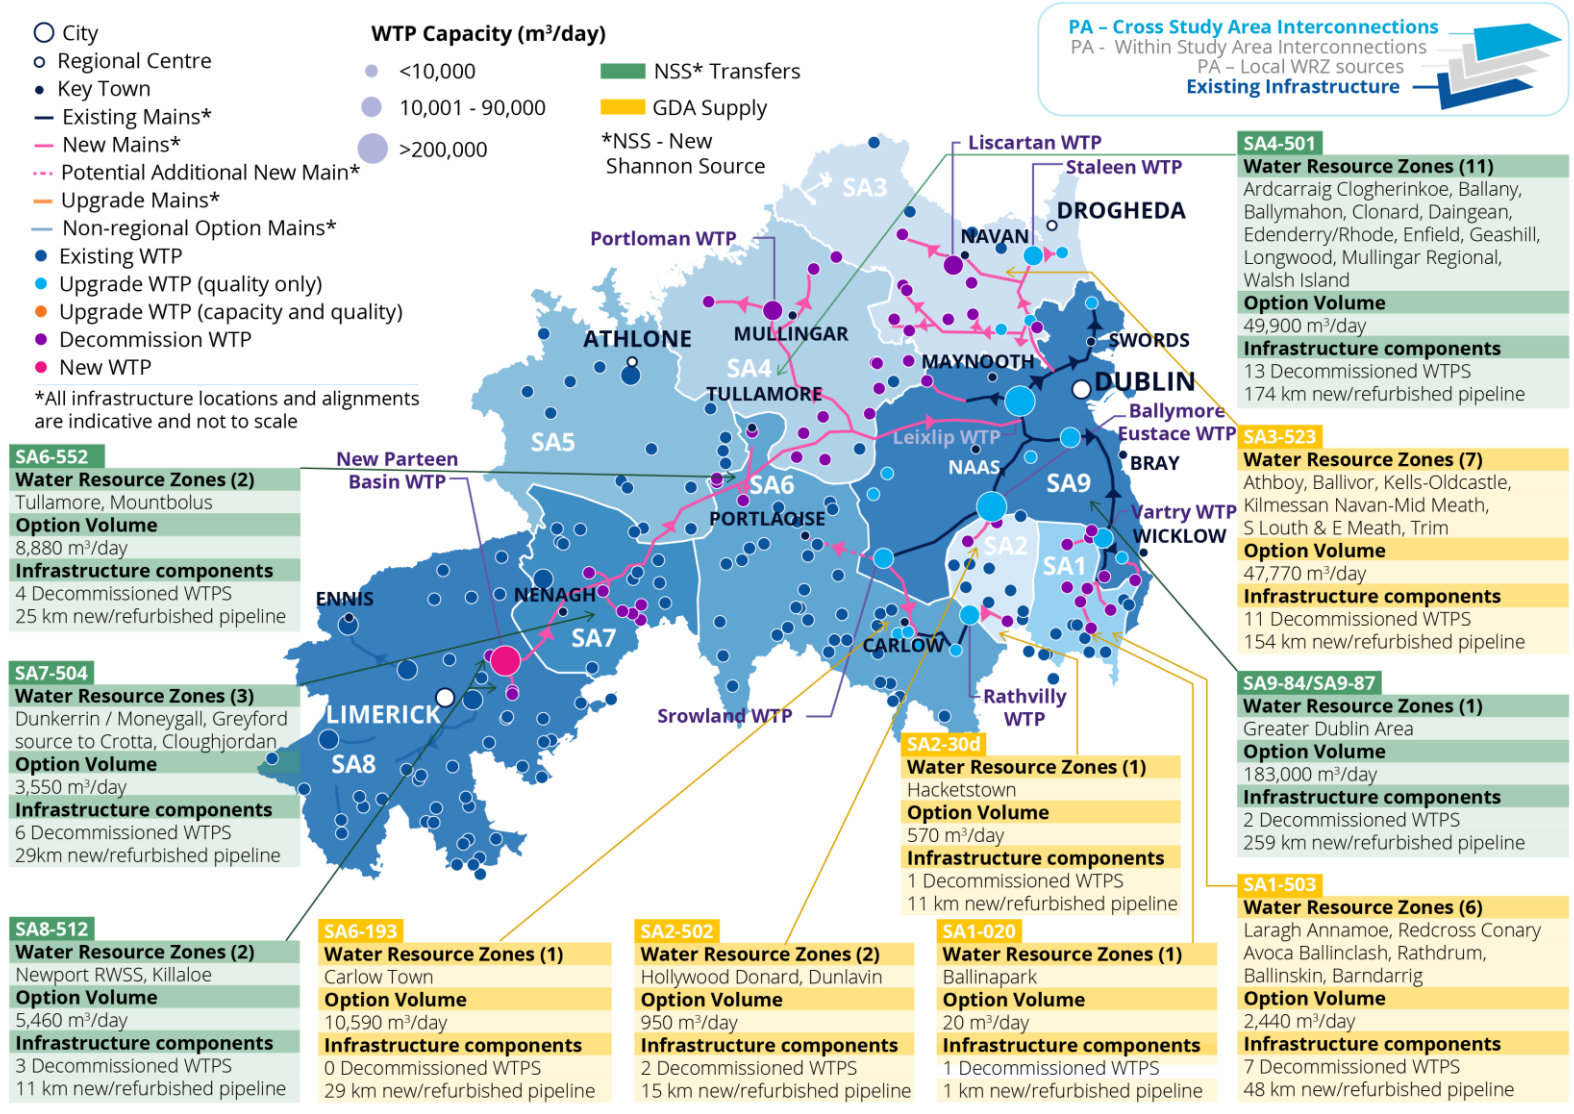 City
Regional Centre
Key Town
Existing Mains*
New Mains*
Potential Additional New Main*
Upgrade Mains*
Non-regional Option Mains*
Existing WTP
Upgrade WTP (quality only)
Upgrade WTP (capacity and quality)
Decommission WTP
New WTP
*All infrastructure locations and alignments
are indicative and not to scale
WTP Capacity (m³/day)
<10,000
10,001 - 90,000
>200,000
NSS* Transfers
GDA Supply
*NSS - New
Shannon Source
PA – Cross Study Area Interconnections
PA - Within Study Area Interconnections
PA – Local WRZ sources
Existing Infrastructure
Liscartan WTP
Staleen WTP
SA3
DROGHEDA
NAVAN
Portloman WTP
MULLINGAR
ATHLONE
SA4
TULLAMORE
MAYNOOTH
SWORDS
DUBLIN
Ballymore
Eustace WTP
Leixlip WTP
SA5
NAAS
BRAY
SA9
SA6
New Parteen
Basin WTP
PORTLAOISE
Vartry WTP
WICKLOW
SA2
SA1
ENNIS
NENAGH
SA7
CARLOW
LIMERICK
Srowland WTP
Rathvilly
WTP
SA8
SA4-501
Water Resource Zones (11)
Ardcarraig Clogherinkoe, Ballany,
Ballymahon, Clonard, Daingean,
Edenderry/Rhode, Enfield, Geashill,
Longwood, Mullingar Regional,
Walsh Island
Option Volume
49,900 m³/day
Infrastructure components
13 Decommissioned WTPS
174 km new/refurbished pipeline
SA3-523
Water Resource Zones (7)
Athboy, Ballivor, Kells-Oldcastle,
Kilmessan Navan-Mid Meath,
S Louth & E Meath, Trim
Option Volume
47,770 m³/day
Infrastructure components
11 Decommissioned WTPS
154 km new/refurbished pipeline
SA9-84/SA9-87
Water Resource Zones (1)
Greater Dublin Area
Option Volume
183,000 m³/day
Infrastructure components
2 Decommissioned WTPS
259 km new/refurbished pipeline
SA1-503
Water Resource Zones (6)
Laragh Annamoe, Redcross Conary
Avoca Ballinclash, Rathdrum,
Ballinskin, Barndarrig
Option Volume
2,440 m³/day
Infrastructure components
7 Decommissioned WTPS
48 km new/refurbished pipeline
SA6-552
Water Resource Zones (2)
Tullamore, Mountbolus
Option Volume
8,880 m³/day
Infrastructure components
4 Decommissioned WTPS
25 km new/refurbished pipeline
SA7-504
Water Resource Zones (3)
Dunkerrin / Moneygall, Greyford
source to Crotta, Cloughjordan
Option Volume
3,550 m³/day
Infrastructure components
6 Decommissioned WTPS
29km new/refurbished pipeline
SA8-512
Water Resource Zones (2)
Newport RWSS, Killaloe
Option Volume
5,460 m³/day
Infrastructure components
3 Decommissioned WTPS
11 km new/refurbished pipeline
SA6-193
Water Resource Zones (1)
Carlow Town
Option Volume
10,590 m³/day
Infrastructure components
0 Decommissioned WTPS
29 km new/refurbished pipeline
SA2-502
Water Resource Zones (2)
Hollywood Donard, Dunlavin
Option Volume
950 m³/day
Infrastructure components
2 Decommissioned WTPS
15 km new/refurbished pipeline
SA2-30d
Water Resource Zones (1)
Hacketstown
Option Volume
570 m³/day
Infrastructure components
1 Decommissioned WTPS
11 km new/refurbished pipeline
SA1-020
Water Resource Zones (1)
Ballinapark
Option Volume
20 m³/day
Infrastructure components
1 Decommissioned WTPS
1 km new/refurbished pipeline